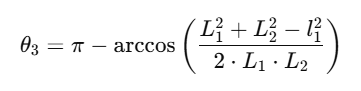 θ₃ = π − arccos ( (L₁² + L₂² − l₁²) / (2 · L₁ · L₂) )